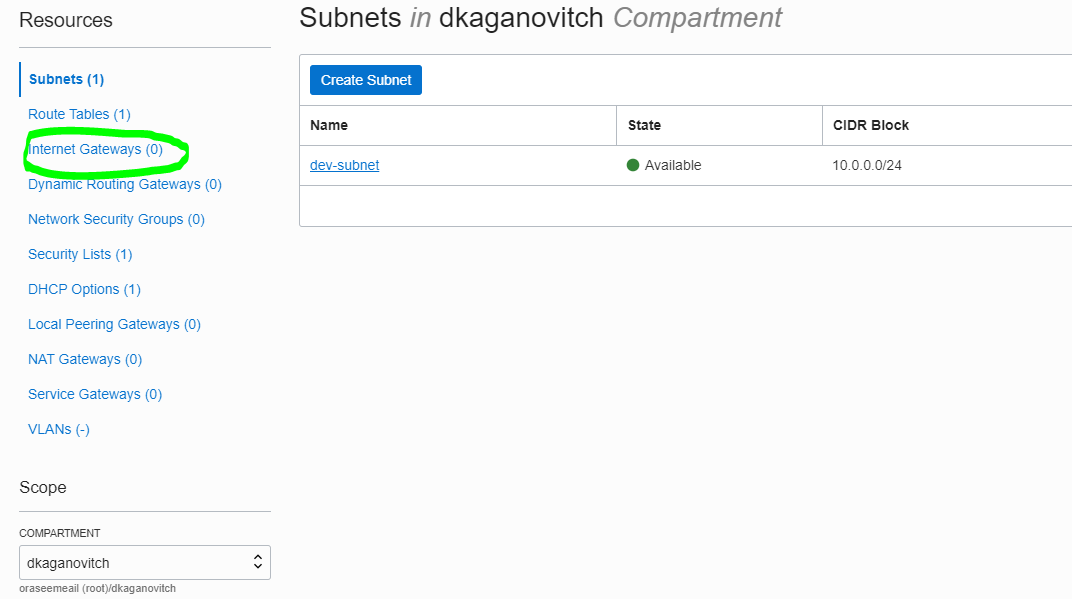 Resources
Subnets (1)
Route Tables (1)
Internet Gateways (0)
Dynamic Routing Gateways (0)
Network Security Groups (0)
Security Lists (1)
DHCP Options (1)
Local Peering Gateways (0)
NAT Gateways (0)
Service Gateways (0)
VLANs (-)
Scope
COMPARTMENT
dkaganovitch
oraseemeail (root)/dkaganovitch
Subnets in dkaganovitch Compartment
Create Subnet
Name State CIDR Block
dev-subnet Available 10.0.0.0/24